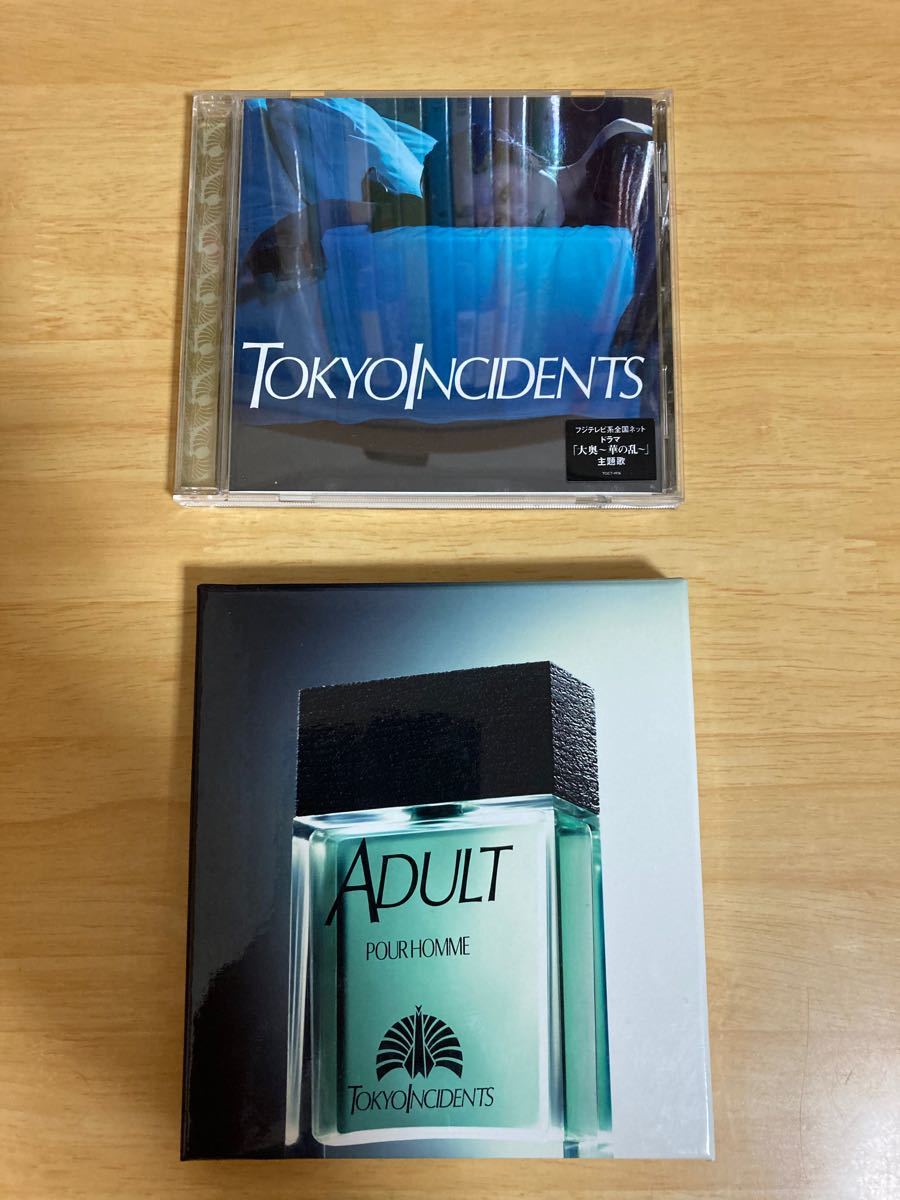 TOKYO INCIDENTS
フジテレビ系全国ネット
ドラマ
「大奥~華の乱~」
主題歌
ADULT
POUR HOMME
TOKYO INCIDENTS